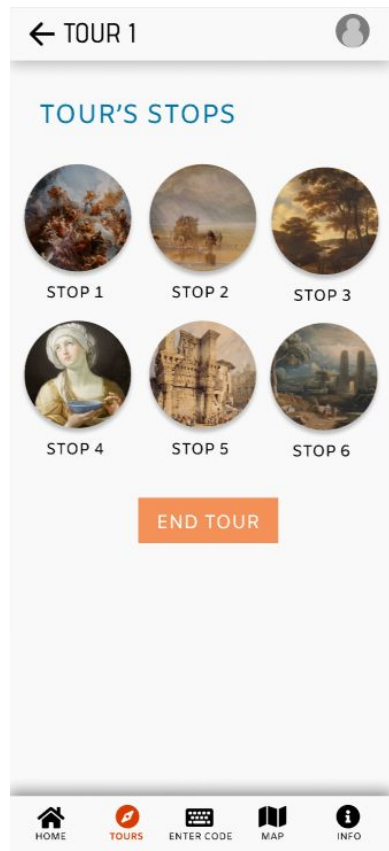 TOUR 1
TOUR'S STOPS
STOP 1 STOP 2 STOP 3
STOP 4 STOP 5 STOP 6
END TOUR
HOME TOURS ENTER CODE MAP INFO